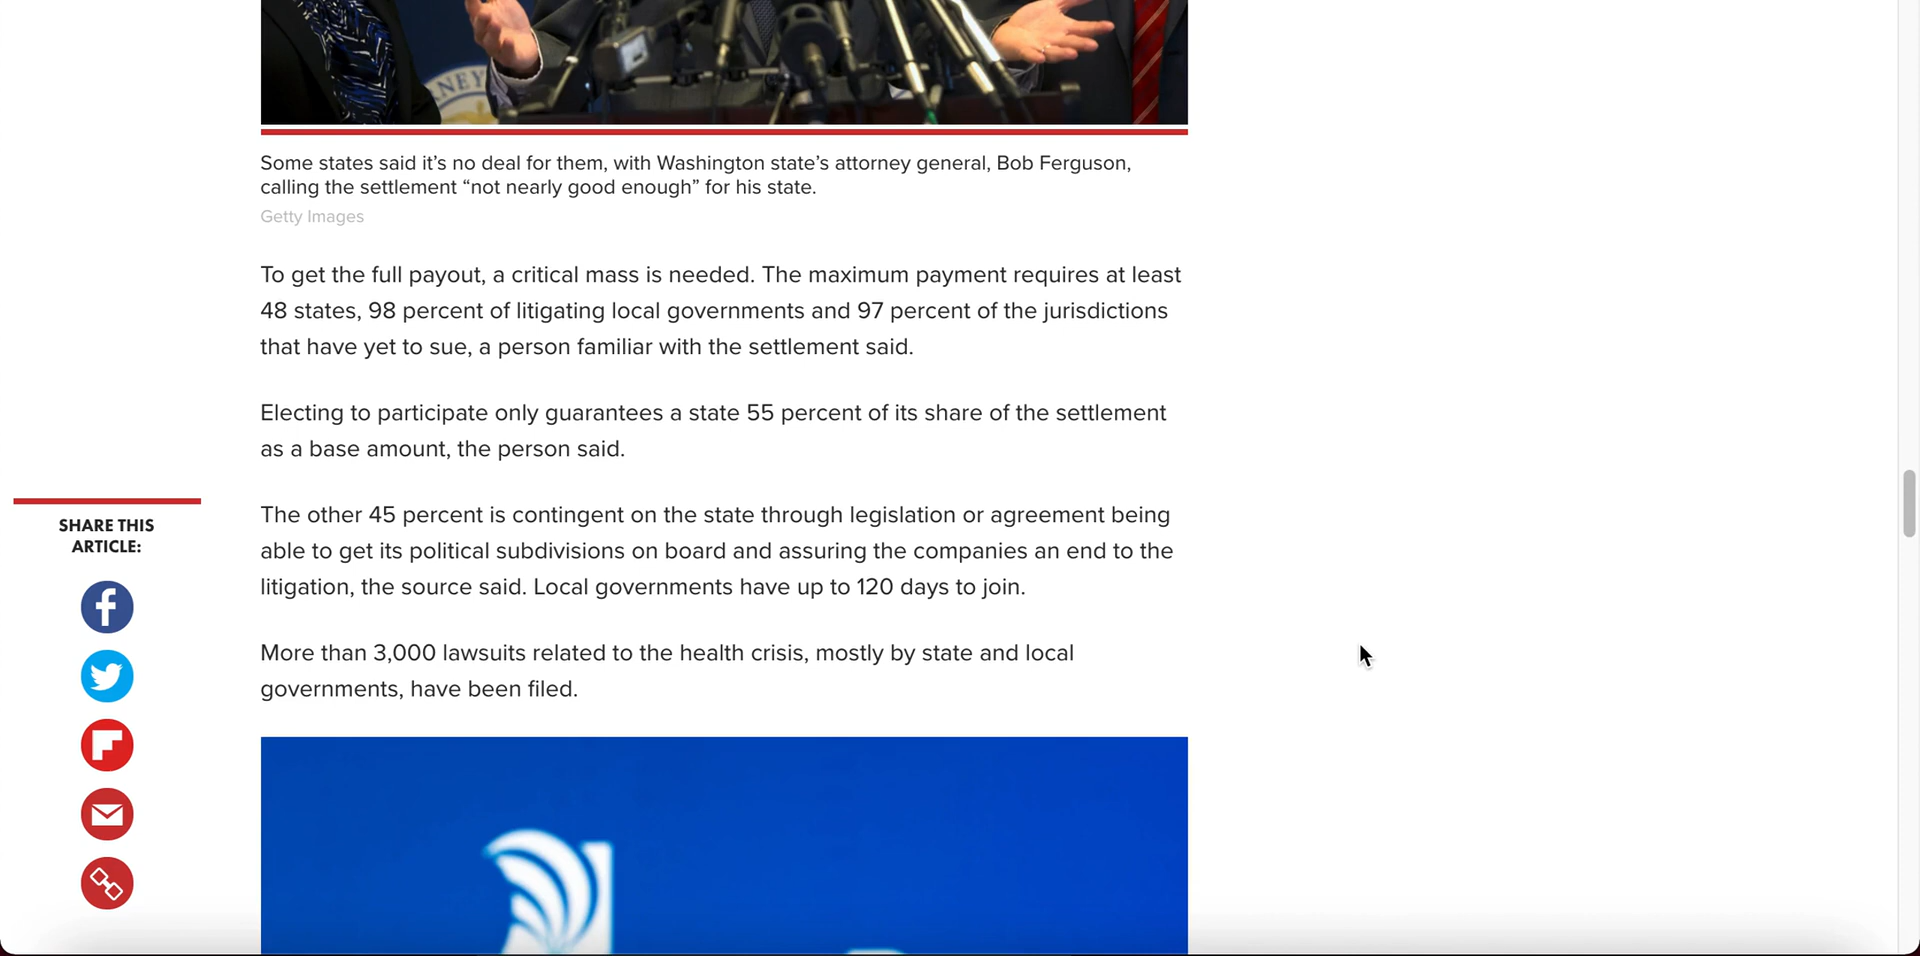 Some states said it’s no deal for them, with Washington state’s attorney general, Bob Ferguson,
calling the settlement “not nearly good enough” for his state.
Getty Images
To get the full payout, a critical mass is needed. The maximum payment requires at least
48 states, 98 percent of litigating local governments and 97 percent of the jurisdictions
that have yet to sue, a person familiar with the settlement said.
Electing to participate only guarantees a state 55 percent of its share of the settlement
as a base amount, the person said.
The other 45 percent is contingent on the state through legislation or agreement being
able to get its political subdivisions on board and assuring the companies an end to the
litigation, the source said. Local governments have up to 120 days to join.
More than 3,000 lawsuits related to the health crisis, mostly by state and local
governments, have been filed.
SHARE THIS
ARTICLE: